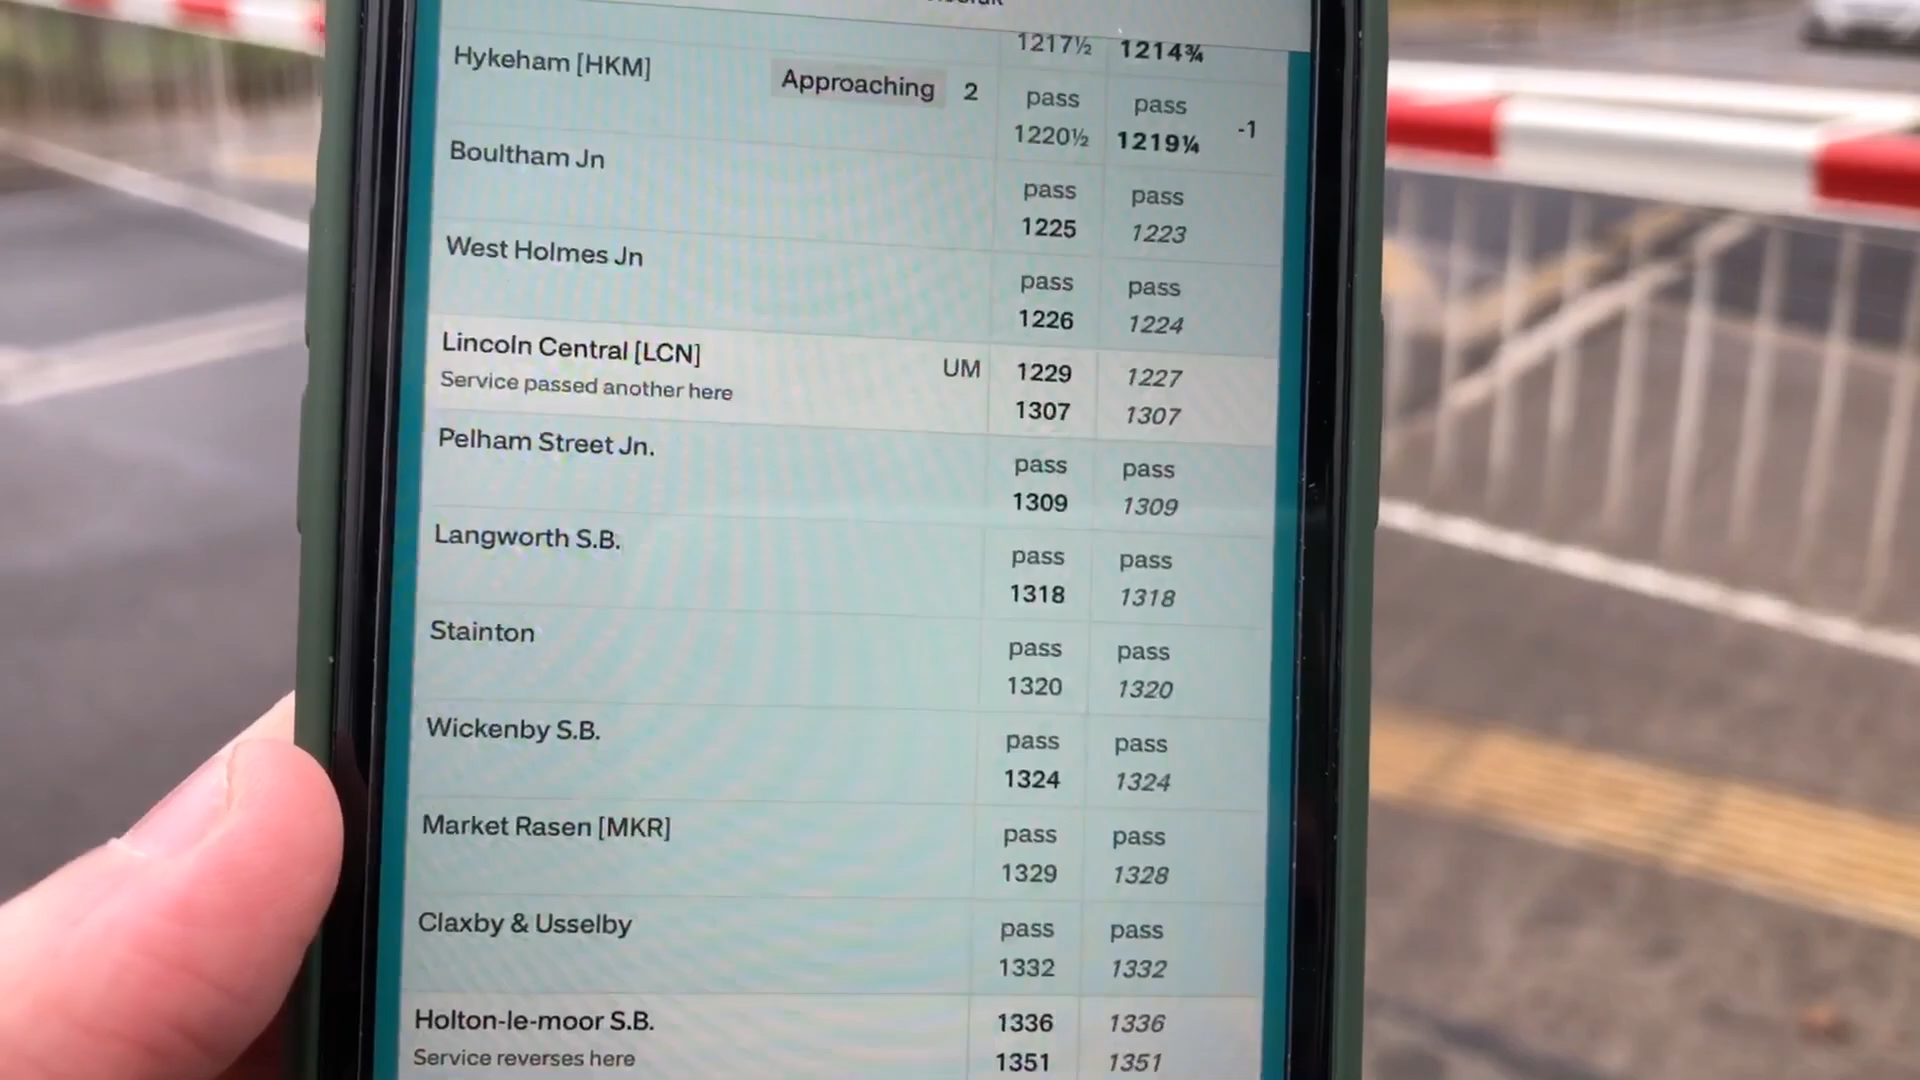 1217½ 1214¾
Hykeham [HKM] Approaching 2 pass pass
1220½ 1219¼ -1
Boultham Jn pass pass
1225 1223
West Holmes Jn pass pass
1226 1224
Lincoln Central [LCN] UM 1229 1227
Service passed another here 1307 1307
Pelham Street Jn. pass pass
1309 1309
Langworth S.B. pass pass
1318 1318
Stainton pass pass
1320 1320
Wickenby S.B. pass pass
1324 1324
Market Rasen [MKR] pass pass
1329 1328
Claxby & Usselby pass pass
1332 1332
Holton-le-moor S.B. 1336 1336
Service reverses here 1351 1351